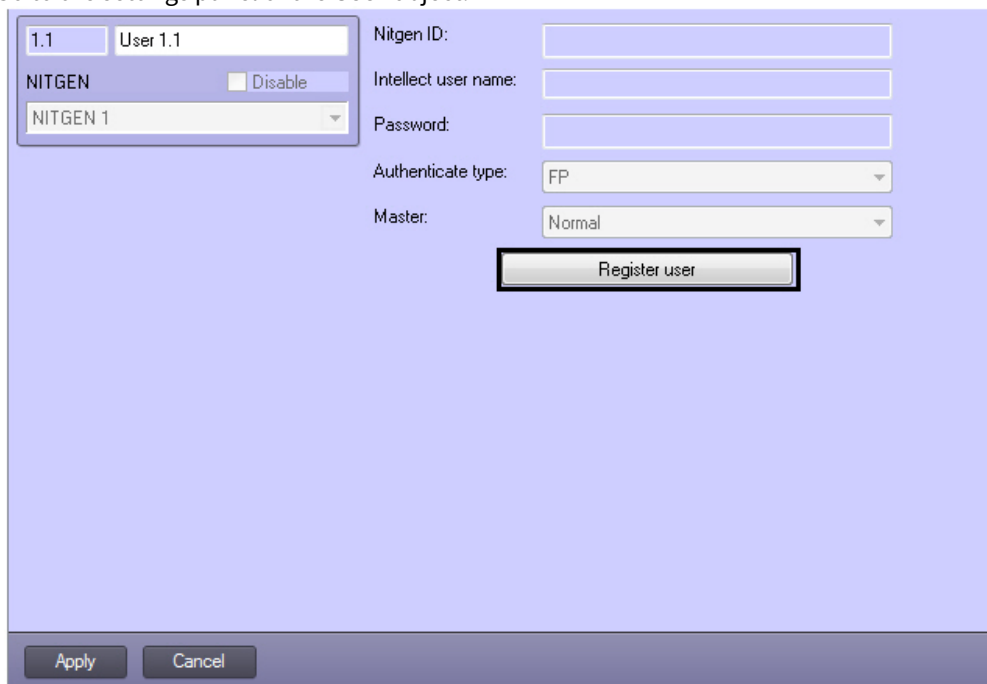 1.1
User 1.1
NITGEN
Disable
NITGEN 1
Nitgen ID:
Intellect user name:
Password:
Authenticate type:
FP
Master:
Normal
Register user
Apply
Cancel